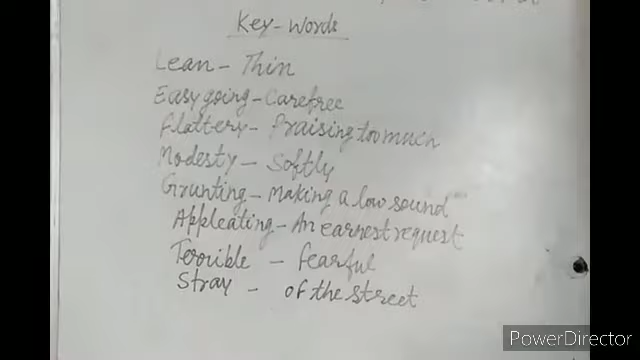 Key-Words
Lean - Thin
Easy going - Carefree
Flattery - Praising too much
Modesty - Softly
Grunting - Making a low sound
Appleating - An earnest request
Terrible - fearful
Stray - of the street
PowerDirector